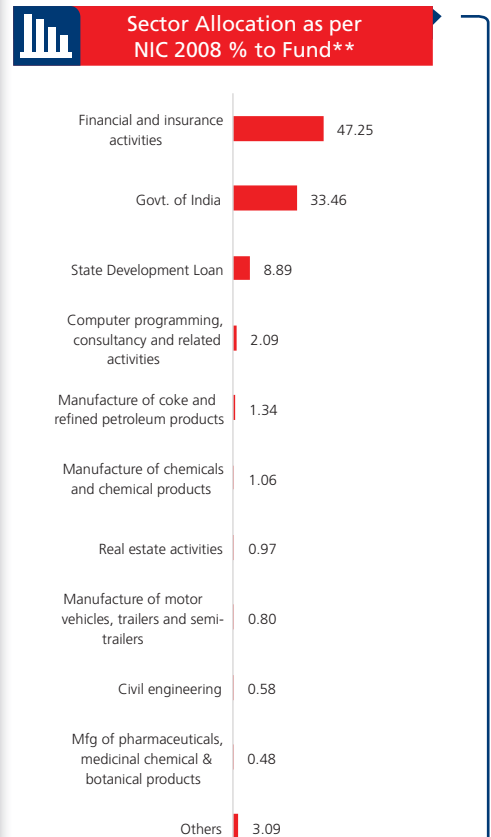 Sector Allocation as per
NIC 2008 % to Fund**
Financial and insurance
activities
47.25
Govt. of India
33.46
State Development Loan
8.89
Computer programming,
consultancy and related
activities
2.09
Manufacture of coke and
refined petroleum products
1.34
Manufacture of chemicals
and chemical products
1.06
Real estate activities
0.97
Manufacture of motor
vehicles, trailers and semi-
trailers
0.80
Civil engineering
0.58
Mfg of pharmaceuticals,
medicinal chemical &
botanical products
0.48
Others
3.09